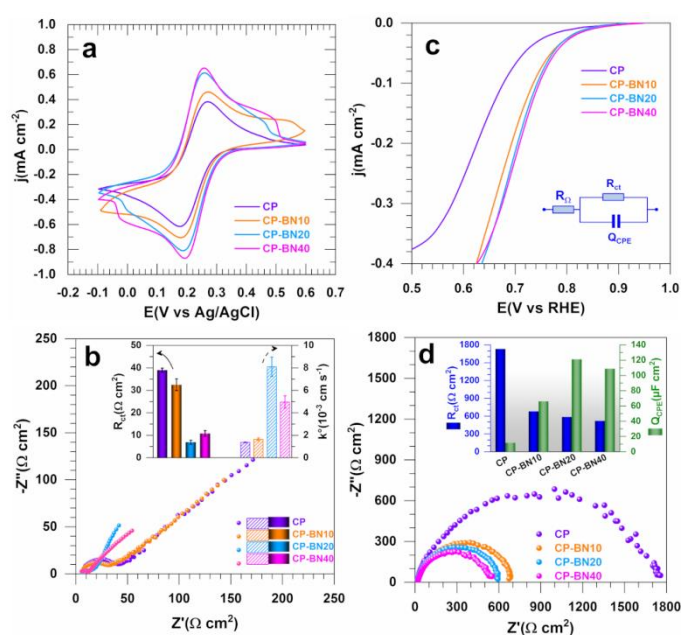 a
j(mA cm-2)
1.0
0.8
0.6
0.4
0.2
0.0
-0.2
-0.4
-0.6
-0.8
-1.0
CP
CP-BN10
CP-BN20
CP-BN40
-0.2 -0.1 0.0 0.1 0.2 0.3 0.4 0.5 0.6 0.7
E(V vs Ag/AgCl)
c
j(mA cm-2)
0.0
-0.1
-0.2
-0.3
-0.4
CP
CP-BN10
CP-BN20
CP-BN40
RΩ
Rct
QCPE
0.5 0.6 0.7 0.8 0.9 1.0
E(V vs RHE)
b
-Z''(Ω cm2)
250
200
150
100
50
0
Rct(Ω cm2)
50
40
30
20
10
0
k°(10-3 cm s-1)
10
8
6
4
2
0
CP
CP-BN10
CP-BN20
CP-BN40
0 50 100 150 200 250
Z'(Ω cm2)
d
-Z''(Ω cm2)
1800
1500
1200
900
600
300
0
Rct(Ω cm2)
1800
1500
1200
900
600
300
0
QCPE(µF cm-2)
140
120
100
80
60
40
20
0
CP
CP-BN10
CP-BN20
CP-BN40
CP
CP-BN10
CP-BN20
CP-BN40
0 300 600 900 1200 1500 1800
Z'(Ω cm2)